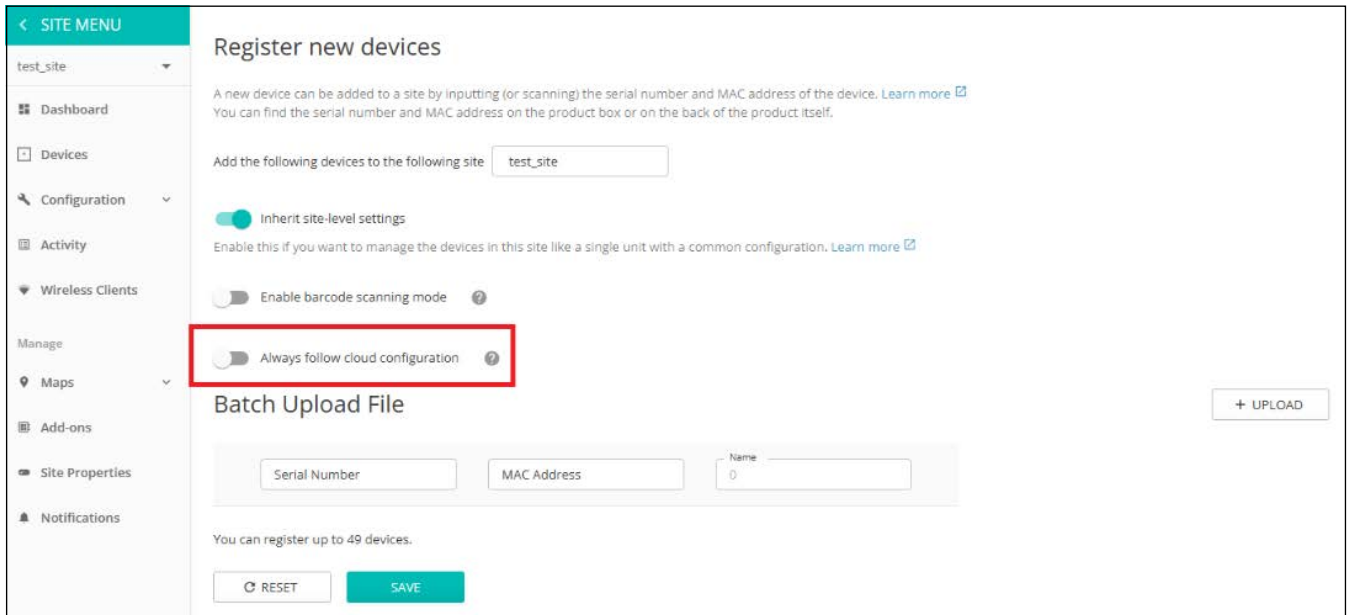 SITE MENU
test_site
Dashboard
Devices
Configuration
Activity
Wireless Clients
Manage
Maps
Add-ons
Site Properties
Notifications
Register new devices
A new device can be added to a site by inputting (or scanning) the serial number and MAC address of the device. Learn more
You can find the serial number and MAC address on the product box or on the back of the product itself.
Add the following devices to the following site test_site
Inherit site-level settings
Enable this if you want to manage the devices in this site like a single unit with a common configuration. Learn more
Enable barcode scanning mode ?
Always follow cloud configuration ?
Batch Upload File
+ UPLOAD
Name
Serial Number MAC Address 0
You can register up to 49 devices.
RESET SAVE